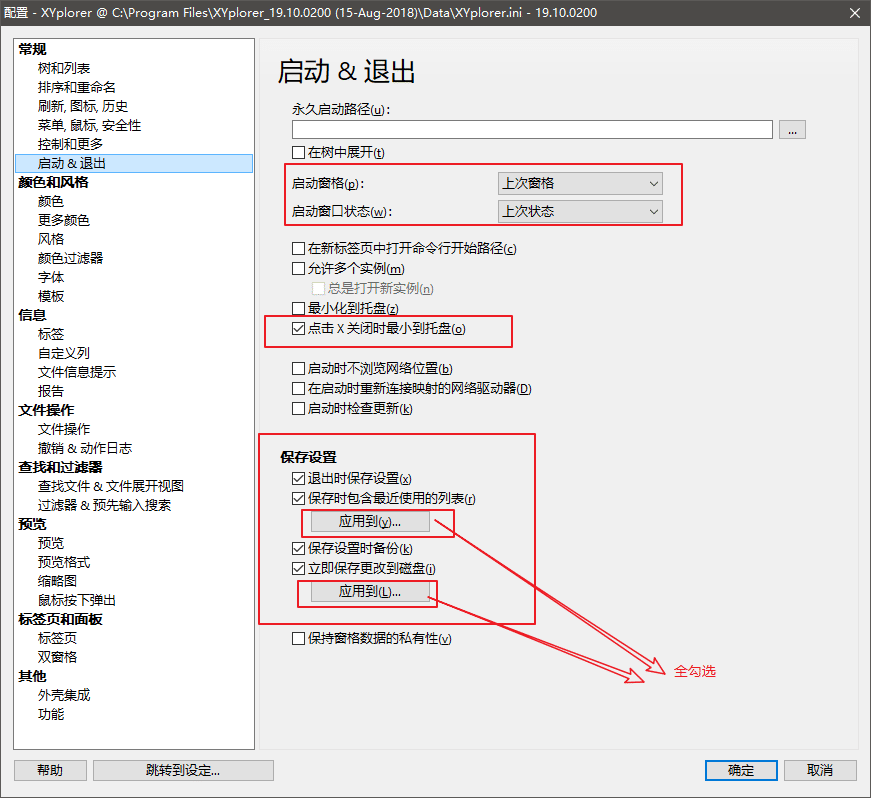 配置 - XYplorer @ C:\Program Files\XYplorer_19.10.0200 (15-Aug-2018)\Data\XYplorer.ini - 19.10.0200
常规
树和列表
排序和重命名
刷新, 图标, 历史
菜单, 鼠标, 安全性
控制和更多
启动 & 退出
颜色和风格
颜色
更多颜色
风格
颜色过滤器
字体
模板
信息
标签
自定义列
文件信息提示
报告
文件操作
文件操作
撤销 & 动作日志
查找和过滤器
查找文件 & 文件展开视图
过滤器 & 预先输入搜索
预览
预览
预览格式
缩略图
鼠标按下弹出
标签页和面板
标签页
双窗格
其他
外壳集成
功能
启动 & 退出
永久启动路径(u):
...
在树中展开(t)
启动窗格(p): 上次窗格
启动窗口状态(w): 上次状态
在新标签页中打开命令行开始路径(c)
允许多个实例(m)
总是打开新实例(n)
最小化到托盘(z)
点击 X 关闭时最小到托盘(o)
启动时不浏览网络位置(b)
在启动时重新连接映射的网络驱动器(D)
启动时检查更新(k)
保存设置
退出时保存设置(x)
保存时包含最近使用的列表(r)
应用到(y)...
保存设置时备份(k)
立即保存更改到磁盘(i)
应用到(L)...
保持窗格数据的私有性(v)
全勾选
帮助
跳转到设定...
确定
取消